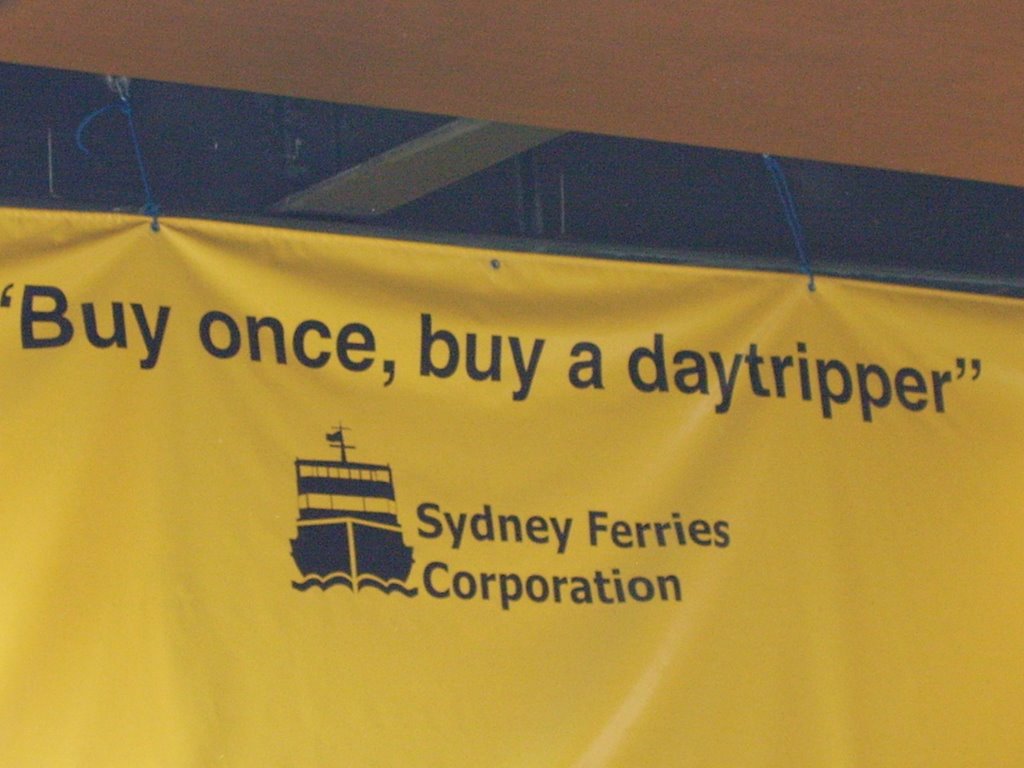 “Buy once, buy a daytripper”
Sydney Ferries
Corporation